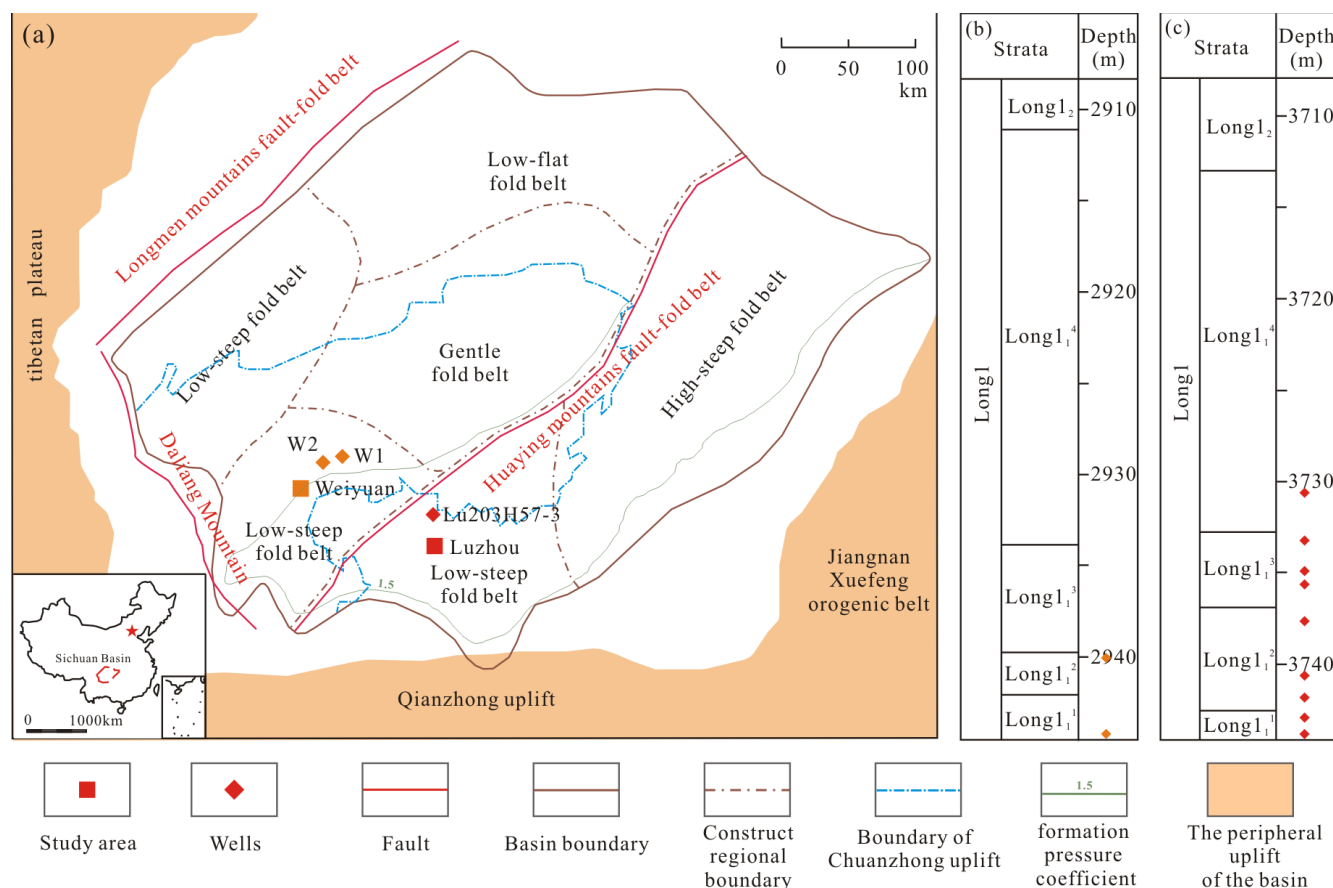 (a)
0 50 100
km
Longmen mountains fault-fold belt
Low-flat
fold belt
tibetan plateau
Low-steep fold belt
Gentle
fold belt
Huaying mountains fault-fold belt
High-steep fold belt
W2
W1
Weiyuan
Daliang Mountain
Lu203H57-3
Luzhou
Low-steep
fold belt
Low-steep
fold belt
1.5
Jiangnan
Xuefeng
orogenic belt
Qianzhong uplift
Sichuan Basin
0 1000km
(b)
Strata
Depth
(m)
Long1
Long1₂
Long1₁⁴
Long1₁³
Long1₁²
Long1₁¹
2910
2920
2930
2940
(c)
Strata
Depth
(m)
Long1
Long1₂
Long1₁⁴
Long1₁³
Long1₁²
Long1₁¹
3710
3720
3730
3740
Study area
Wells
Fault
Basin boundary
Construct
regional
boundary
Boundary of
Chuanzhong uplift
1.5
formation
pressure
coefficient
The peripheral
uplift
of the basin